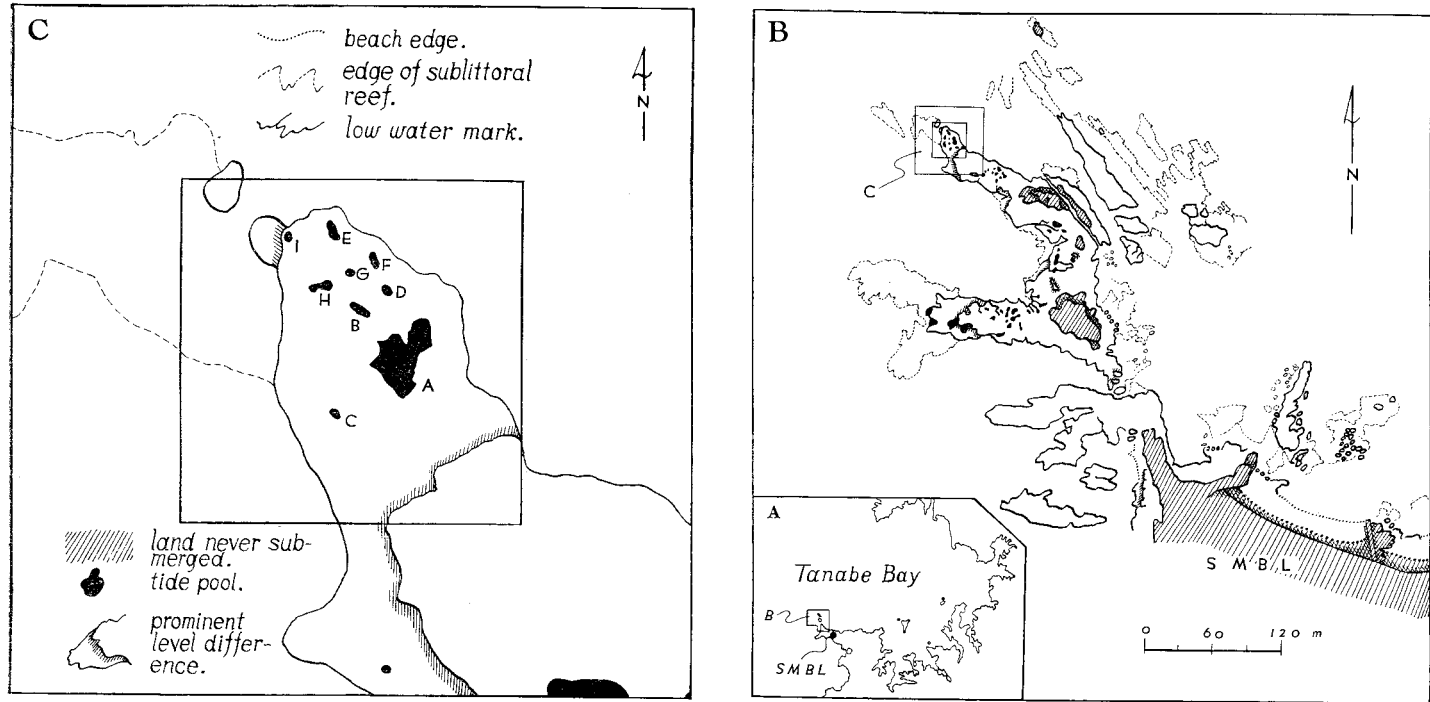 C
beach edge.
edge of sublittoral
reef.
low water mark.
N
I
E
F
G
H
D
B
A
C
land never sub-
merged.
tide pool.
prominent
level differ-
ence.
B
N
C
S M B L
0 60 120 m
A
Tanabe Bay
B
SMBL